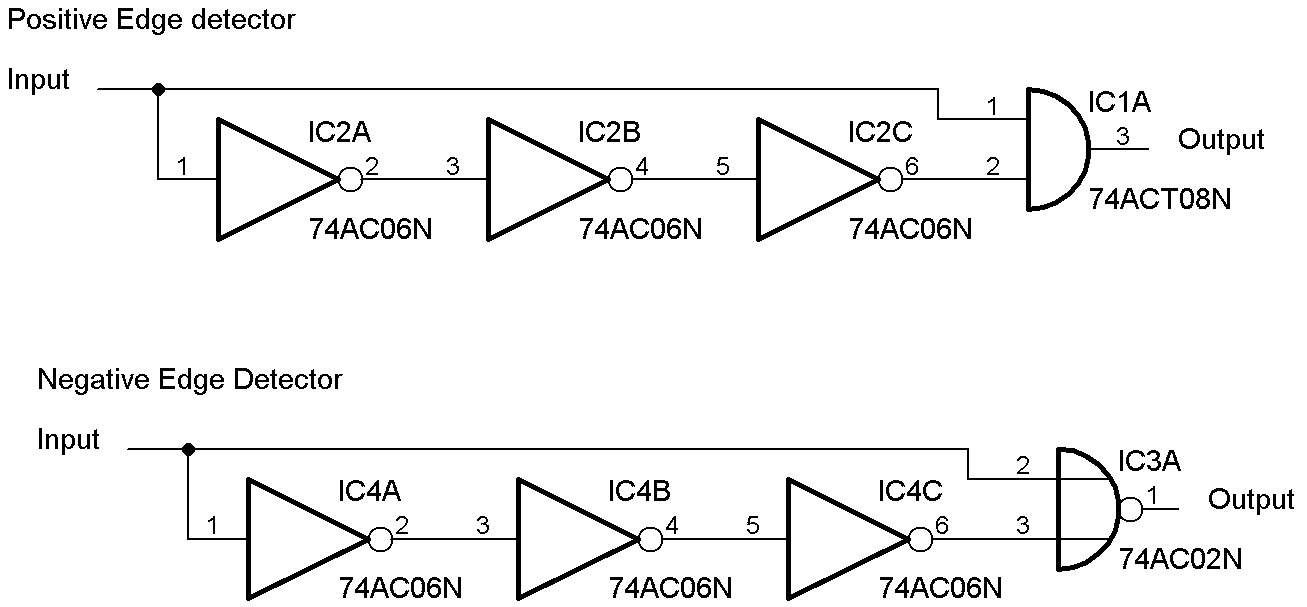 Positive Edge detector
Input
1 IC2A 2 74AC06N
3 IC2B 4 74AC06N
5 IC2C 6 74AC06N
1 2 IC1A 3 74ACT08N
Output
Negative Edge Detector
Input
1 IC4A 2 74AC06N
3 IC4B 4 74AC06N
5 IC4C 6 74AC06N
2 3 IC3A 1 74AC02N
Output